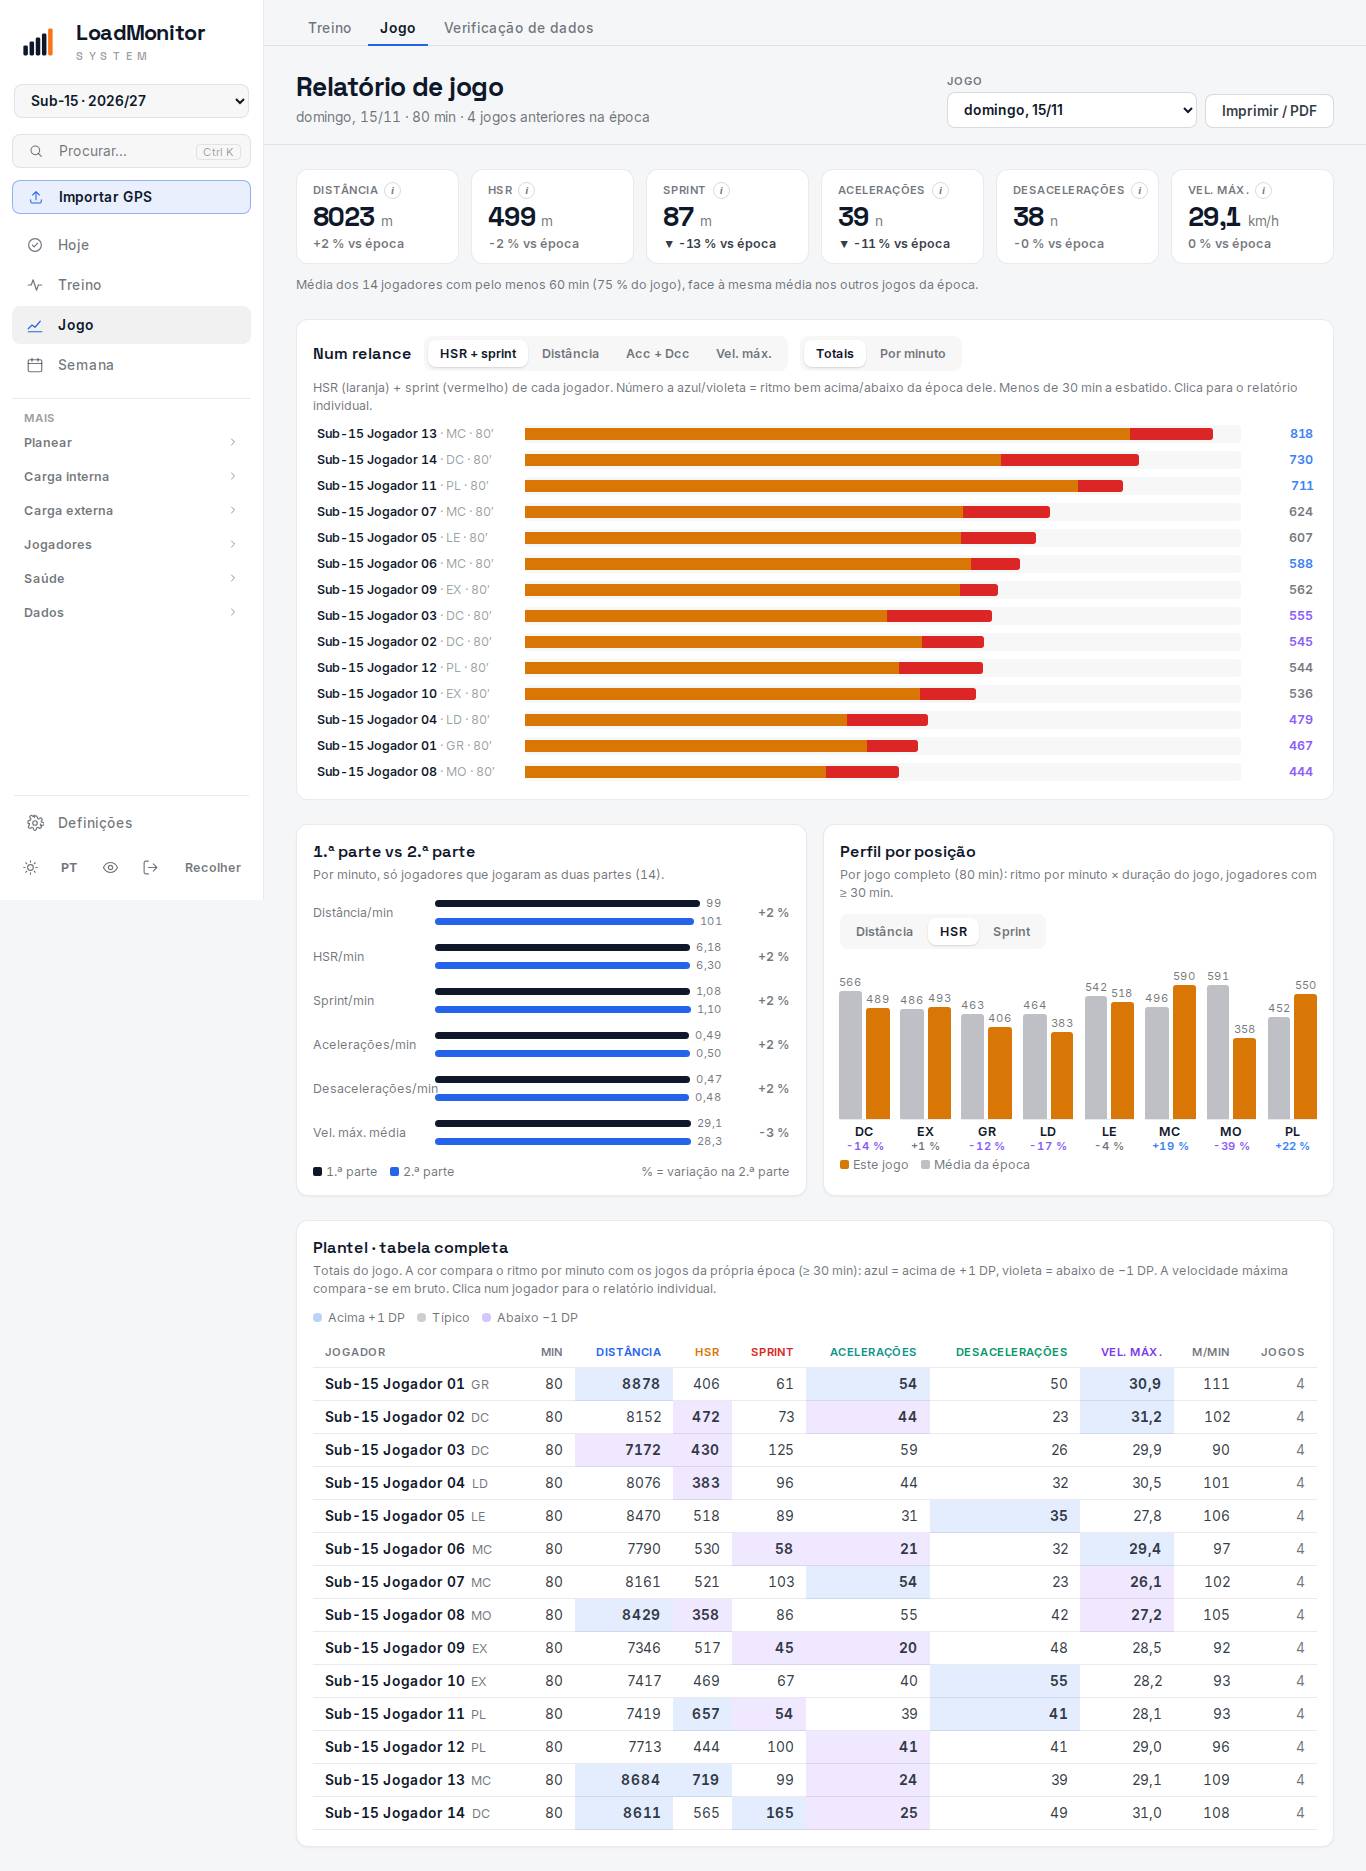 LoadMonitor
SYSTEM
Sub-15 · 2026/27
Procurar...
Ctrl K
Importar GPS
Hoje
Treino
Jogo
Semana
MAIS
Planear
Carga interna
Carga externa
Jogadores
Saúde
Dados
Definições
PT
Recolher
Treino Jogo Verificação de dados
Relatório de jogo
domingo, 15/11 · 80 min · 4 jogos anteriores na época
JOGO
domingo, 15/11
Imprimir / PDF
DISTÂNCIA i
8023 m
+2 % vs época
HSR i
499 m
-2 % vs época
SPRINT i
87 m
▼ -13 % vs época
ACELERAÇÕES i
39 n
▼ -11 % vs época
DESACELERAÇÕES i
38 n
-0 % vs época
VEL. MÁX. i
29,1 km/h
0 % vs época
Média dos 14 jogadores com pelo menos 60 min (75 % do jogo), face à mesma média nos outros jogos da época.
Num relance HSR + sprint Distância Acc + Dcc Vel. máx. Totais Por minuto
HSR (laranja) + sprint (vermelho) de cada jogador. Número a azul/violeta = ritmo bem acima/abaixo da época dele. Menos de 30 min a esbatido. Clica para o relatório
individual.
Sub-15 Jogador 13 · MC · 80' 818
Sub-15 Jogador 14 · DC · 80' 730
Sub-15 Jogador 11 · PL · 80' 711
Sub-15 Jogador 07 · MC · 80' 624
Sub-15 Jogador 05 · LE · 80' 607
Sub-15 Jogador 06 · MC · 80' 588
Sub-15 Jogador 09 · EX · 80' 562
Sub-15 Jogador 03 · DC · 80' 555
Sub-15 Jogador 02 · DC · 80' 545
Sub-15 Jogador 12 · PL · 80' 544
Sub-15 Jogador 10 · EX · 80' 536
Sub-15 Jogador 04 · LD · 80' 479
Sub-15 Jogador 01 · GR · 80' 467
Sub-15 Jogador 08 · MO · 80' 444
1.ª parte vs 2.ª parte
Por minuto, só jogadores que jogaram as duas partes (14).
Distância/min 99 101 +2 %
HSR/min 6,18 6,30 +2 %
Sprint/min 1,08 1,10 +2 %
Acelerações/min 0,49 0,50 +2 %
Desacelerações/min 0,47 0,48 +2 %
Vel. máx. média 29,1 28,3 -3 %
1.ª parte 2.ª parte % = variação na 2.ª parte
Perfil por posição
Por jogo completo (80 min): ritmo por minuto × duração do jogo, jogadores com
≥ 30 min.
Distância HSR Sprint
566 489 486 493 463 406 464 383 542 518 496 590 591 358 452 550
DC EX GR LD LE MC MO PL
-14 % +1 % -12 % -17 % -4 % +19 % -39 % +22 %
Este jogo Média da época
Plantel · tabela completa
Totais do jogo. A cor compara o ritmo por minuto com os jogos da própria época (≥ 30 min): azul = acima de +1 DP, violeta = abaixo de −1 DP. A velocidade máxima
compara-se em bruto. Clica num jogador para o relatório individual.
Acima +1 DP Típico Abaixo −1 DP
JOGADOR MIN DISTÂNCIA HSR SPRINT ACELERAÇÕES DESACELERAÇÕES VEL. MÁX. M/MIN JOGOS
Sub-15 Jogador 01 GR 80 8878 406 61 54 50 30,9 111 4
Sub-15 Jogador 02 DC 80 8152 472 73 44 23 31,2 102 4
Sub-15 Jogador 03 DC 80 7172 430 125 59 26 29,9 90 4
Sub-15 Jogador 04 LD 80 8076 383 96 44 32 30,5 101 4
Sub-15 Jogador 05 LE 80 8470 518 89 31 35 27,8 106 4
Sub-15 Jogador 06 MC 80 7790 530 58 21 32 29,4 97 4
Sub-15 Jogador 07 MC 80 8161 521 103 54 23 26,1 102 4
Sub-15 Jogador 08 MO 80 8429 358 86 55 42 27,2 105 4
Sub-15 Jogador 09 EX 80 7346 517 45 20 48 28,5 92 4
Sub-15 Jogador 10 EX 80 7417 469 67 40 55 28,2 93 4
Sub-15 Jogador 11 PL 80 7419 657 54 39 41 28,1 93 4
Sub-15 Jogador 12 PL 80 7713 444 100 41 41 29,0 96 4
Sub-15 Jogador 13 MC 80 8684 719 99 24 39 29,1 109 4
Sub-15 Jogador 14 DC 80 8611 565 165 25 49 31,0 108 4